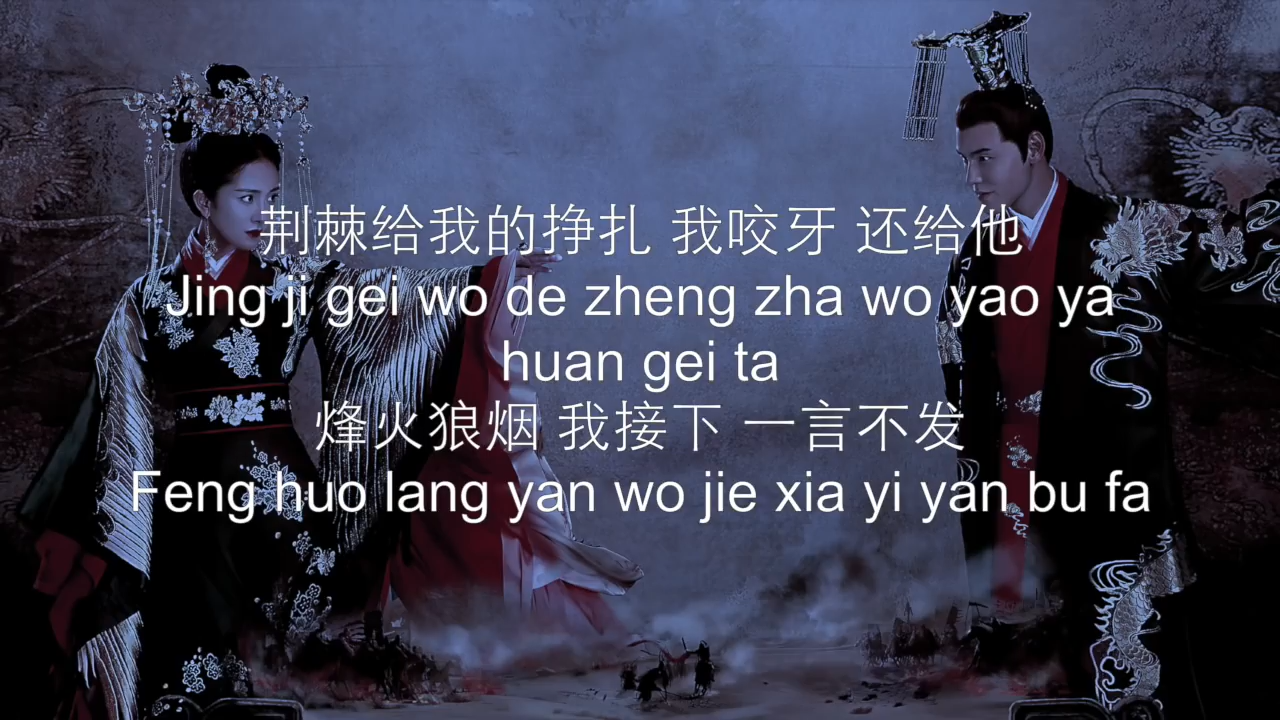 荆棘给我的挣扎 我咬牙 还给他
Jing ji gei wo de zheng zha wo yao ya
huan gei ta
烽火狼烟 我接下 一言不发
Feng huo lang yan wo jie xia yi yan bu fa